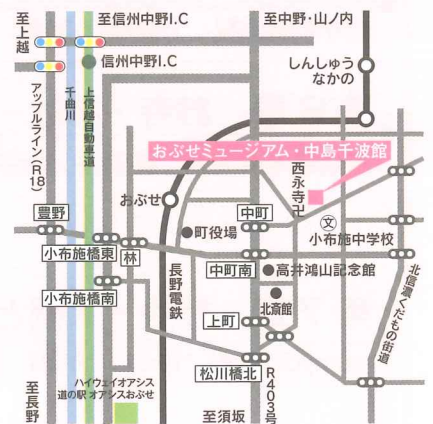 至上越
至信州中野I.C
至中野・山ノ内
信州中野I.C
しんしゅう
なかの
アップルライン(R18)
千曲川
上信越自動車道
おぶせミュージアム・中島千波館
西永寺卍
おぶせ
豊野
中町
文
小布施中学校
町役場
小布施橋東
林
長野電鉄
中町南
高井鴻山記念館
小布施橋南
北斎館
上町
北信濃くだもの街道
松川橋北
R403号
ハイウェイオアシス
道の駅 オアシスおぶせ
至長野
至須坂